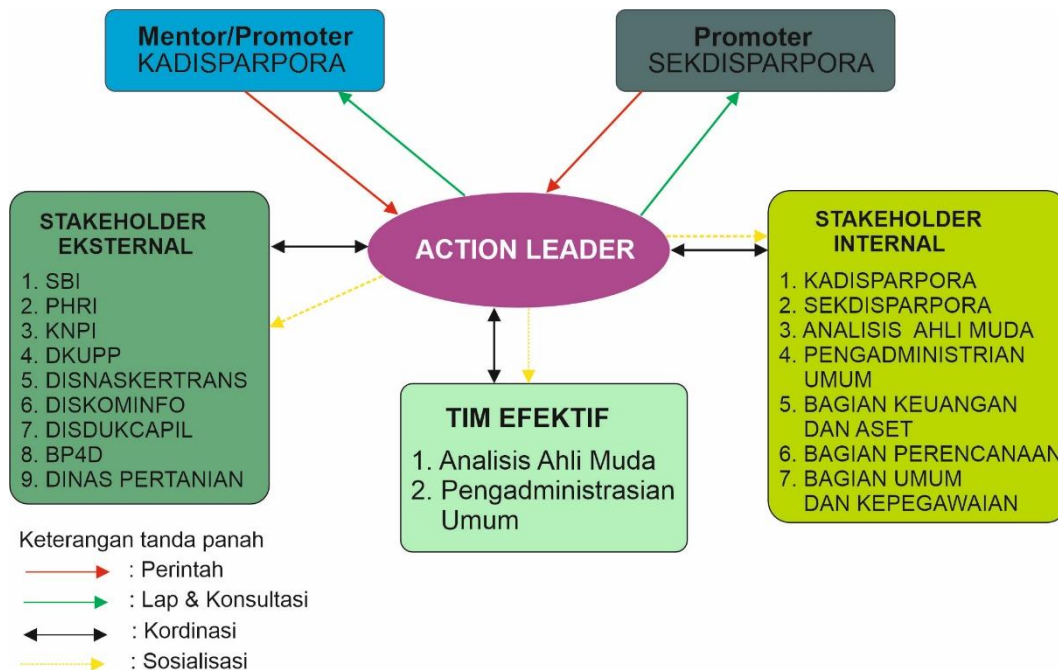 Mentor/Promoter
KADISPARPORA
Promoter
SEKDISPARPORA
STAKEHOLDER
EKSTERNAL
1. SBI
2. PHRI
3. KNPI
4. DKUPP
5. DISNASKERTRANS
6. DISKOMINFO
7. DISDUKCAPIL
8. BP4D
9. DINAS PERTANIAN
ACTION LEADER
STAKEHOLDER
INTERNAL
1. KADISPARPORA
2. SEKDISPARPORA
3. ANALISIS AHLI MUDA
4. PENGADMINISTRIAN
UMUM
5. BAGIAN KEUANGAN
DAN ASET
6. BAGIAN PERENCANAAN
7. BAGIAN UMUM
DAN KEPEGAWAIAN
TIM EFEKTIF
1. Analisis Ahli Muda
2. Pengadministrasian
Umum
Keterangan tanda panah
: Perintah
: Lap & Konsultasi
: Kordinasi
: Sosialisasi